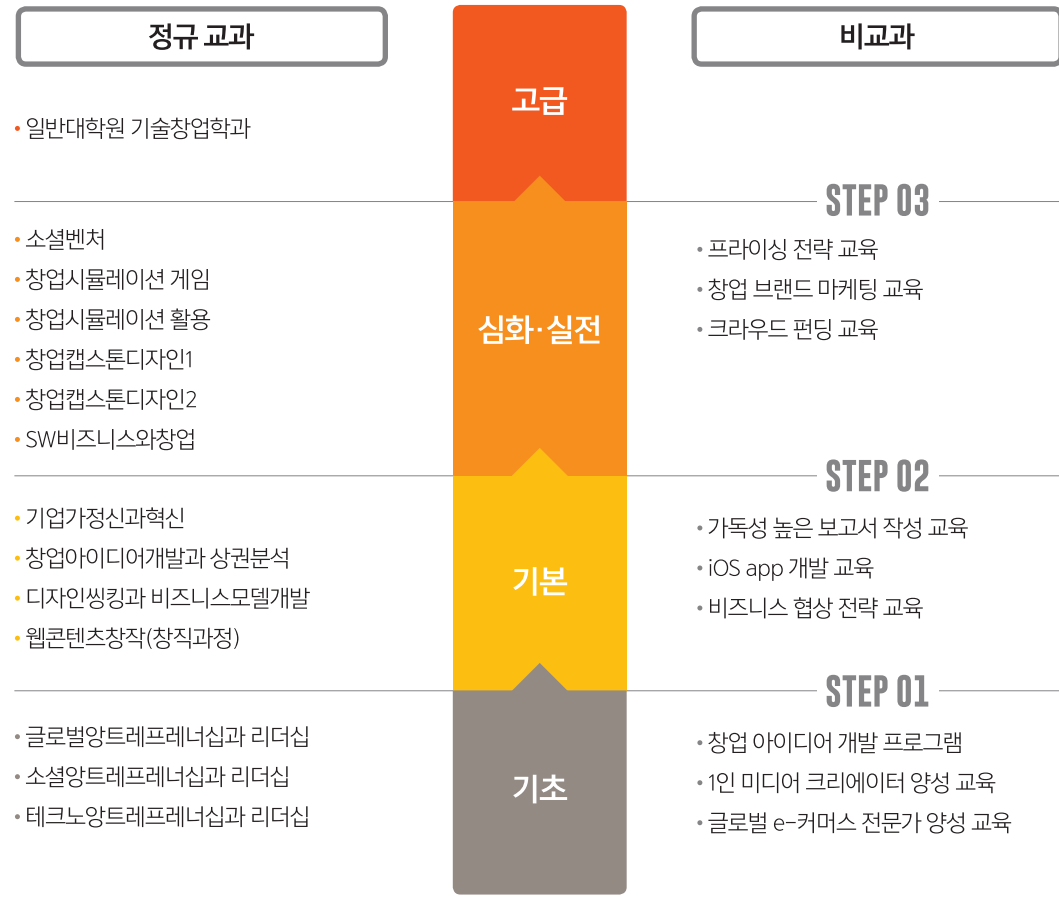 정규 교과
고급
비교과
• 일반대학원 기술창업학과
STEP 03
• 소셜벤처
• 창업시뮬레이션 게임
• 창업시뮬레이션 활용
• 창업캡스톤디자인1
• 창업캡스톤디자인2
• SW비즈니스와창업
심화·실전
• 프라이싱 전략 교육
• 창업 브랜드 마케팅 교육
• 크라우드 펀딩 교육
STEP 02
• 기업가정신과혁신
• 창업아이디어개발과 상권분석
• 디자인씽킹과 비즈니스모델개발
• 웹콘텐츠창작(창직과정)
기본
• 가독성 높은 보고서 작성 교육
• iOS app 개발 교육
• 비즈니스 협상 전략 교육
STEP 01
• 글로벌앙트레프레너십과 리더십
• 소셜앙트레프레너십과 리더십
• 테크노앙트레프레너십과 리더십
기초
• 창업 아이디어 개발 프로그램
• 1인 미디어 크리에이터 양성 교육
• 글로벌 e-커머스 전문가 양성 교육